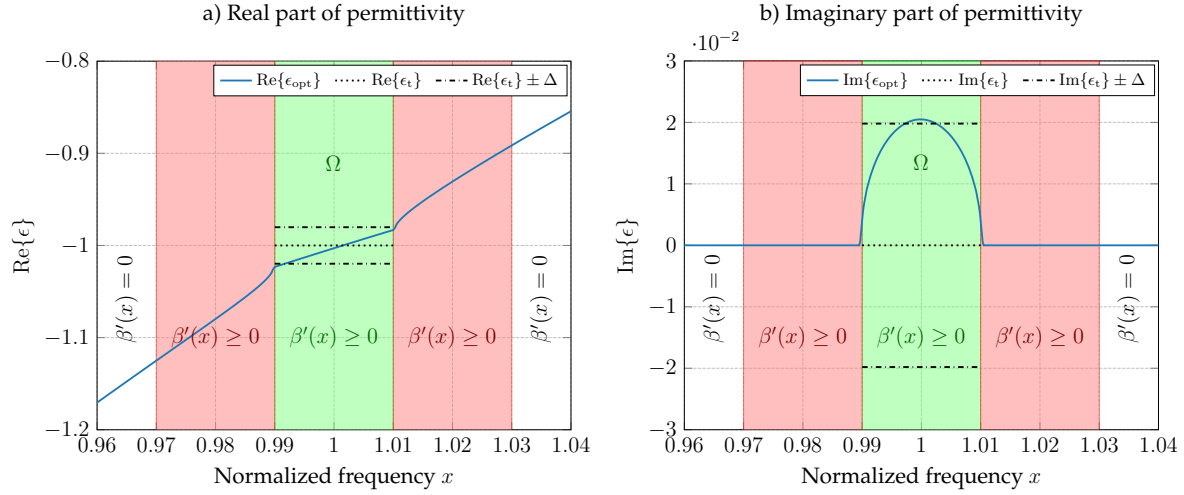 a) Real part of permittivity
Re{ϵopt} Re{ϵt} Re{ϵt} ± Δ
−0.8
−0.9
−1
−1.1
−1.2
Re{ϵ}
Ω
β′(x) = 0
β′(x) ≥ 0
β′(x) ≥ 0
β′(x) ≥ 0
β′(x) = 0
0.96 0.97 0.98 0.99 1 1.01 1.02 1.03 1.04
Normalized frequency x
b) Imaginary part of permittivity
·10−2
Im{ϵopt} Im{ϵt} Im{ϵt} ± Δ
3
2
1
0
−1
−2
−3
Im{ϵ}
Ω
β′(x) = 0
β′(x) ≥ 0
β′(x) ≥ 0
β′(x) ≥ 0
β′(x) = 0
0.96 0.97 0.98 0.99 1 1.01 1.02 1.03 1.04
Normalized frequency x